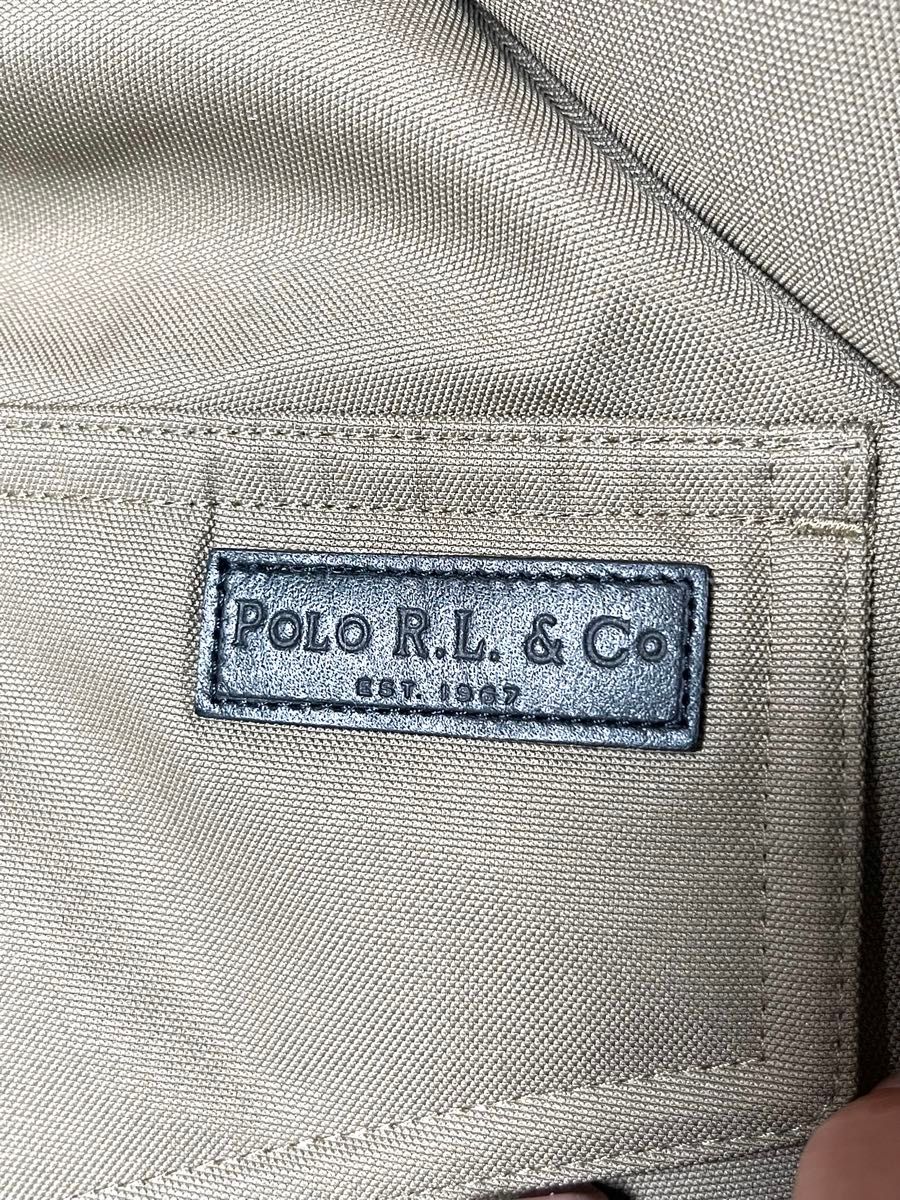 POLO R.L. & CO
EST. 1967